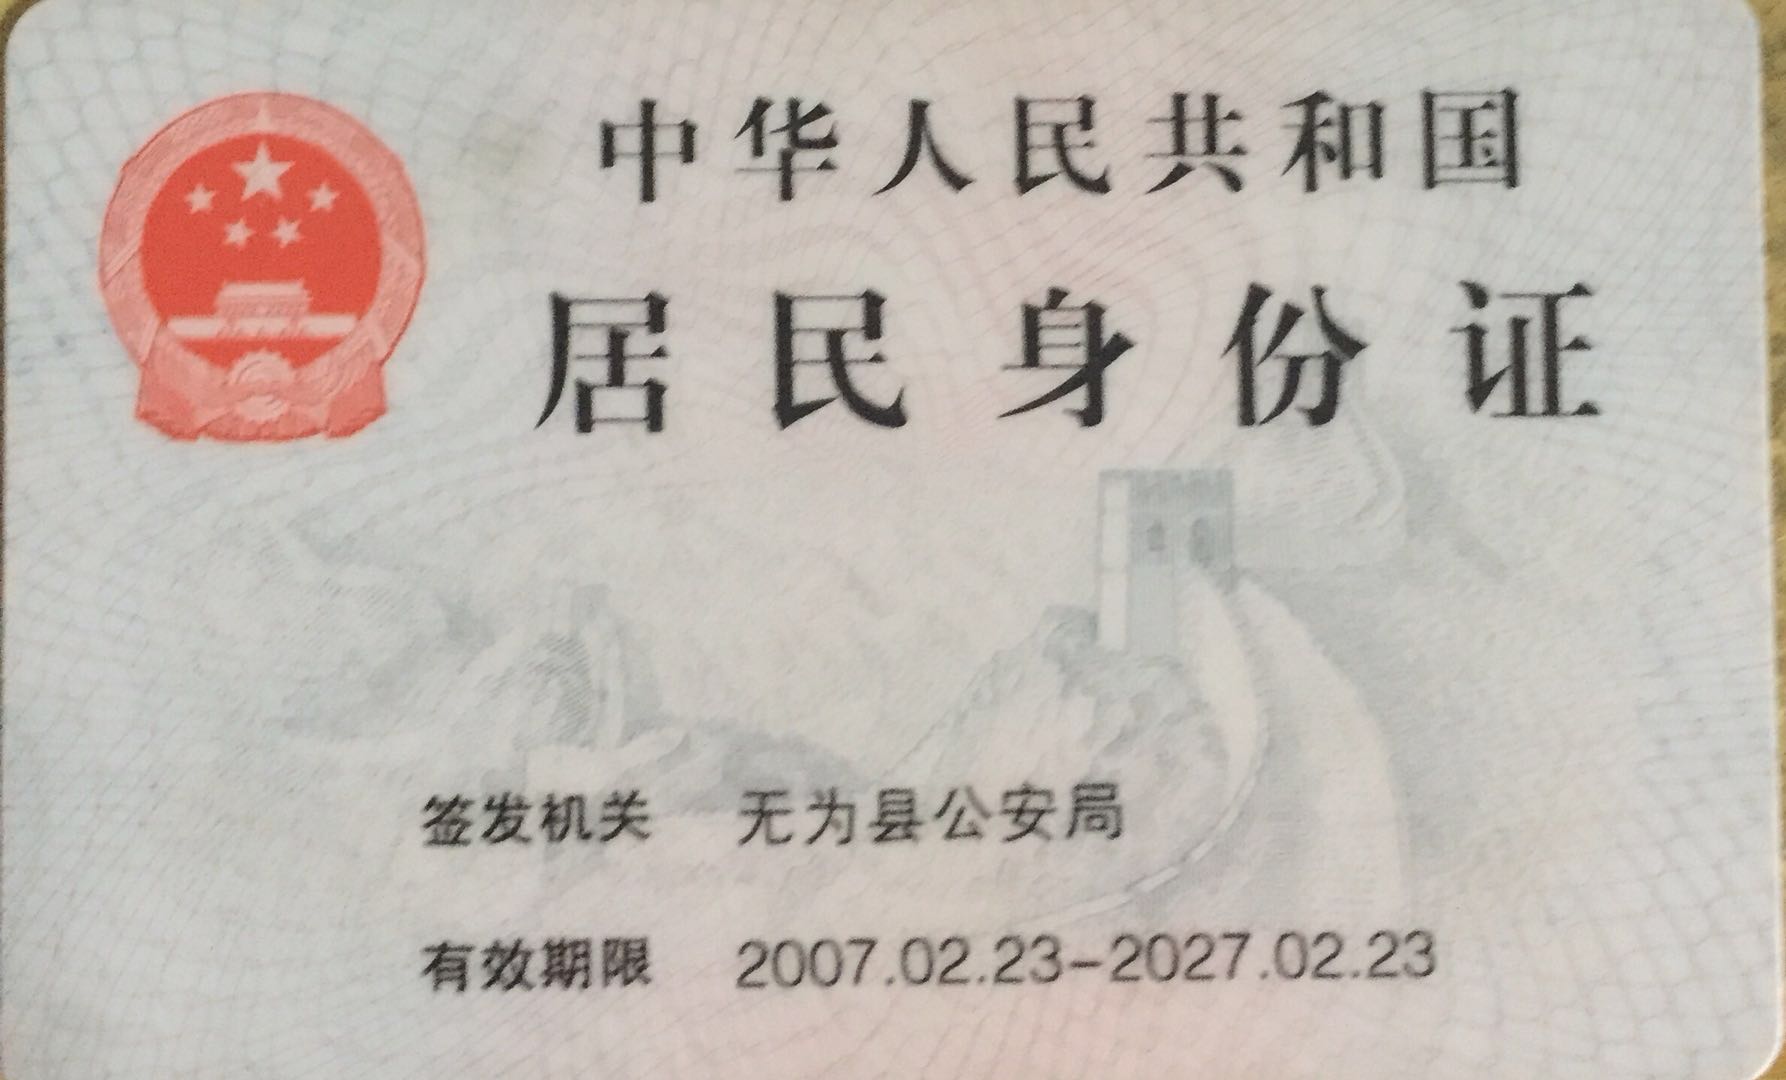 中华人民共和国
居民身份证
签发机关 无为县公安局
有效期限 2007.02.23-2027.02.23